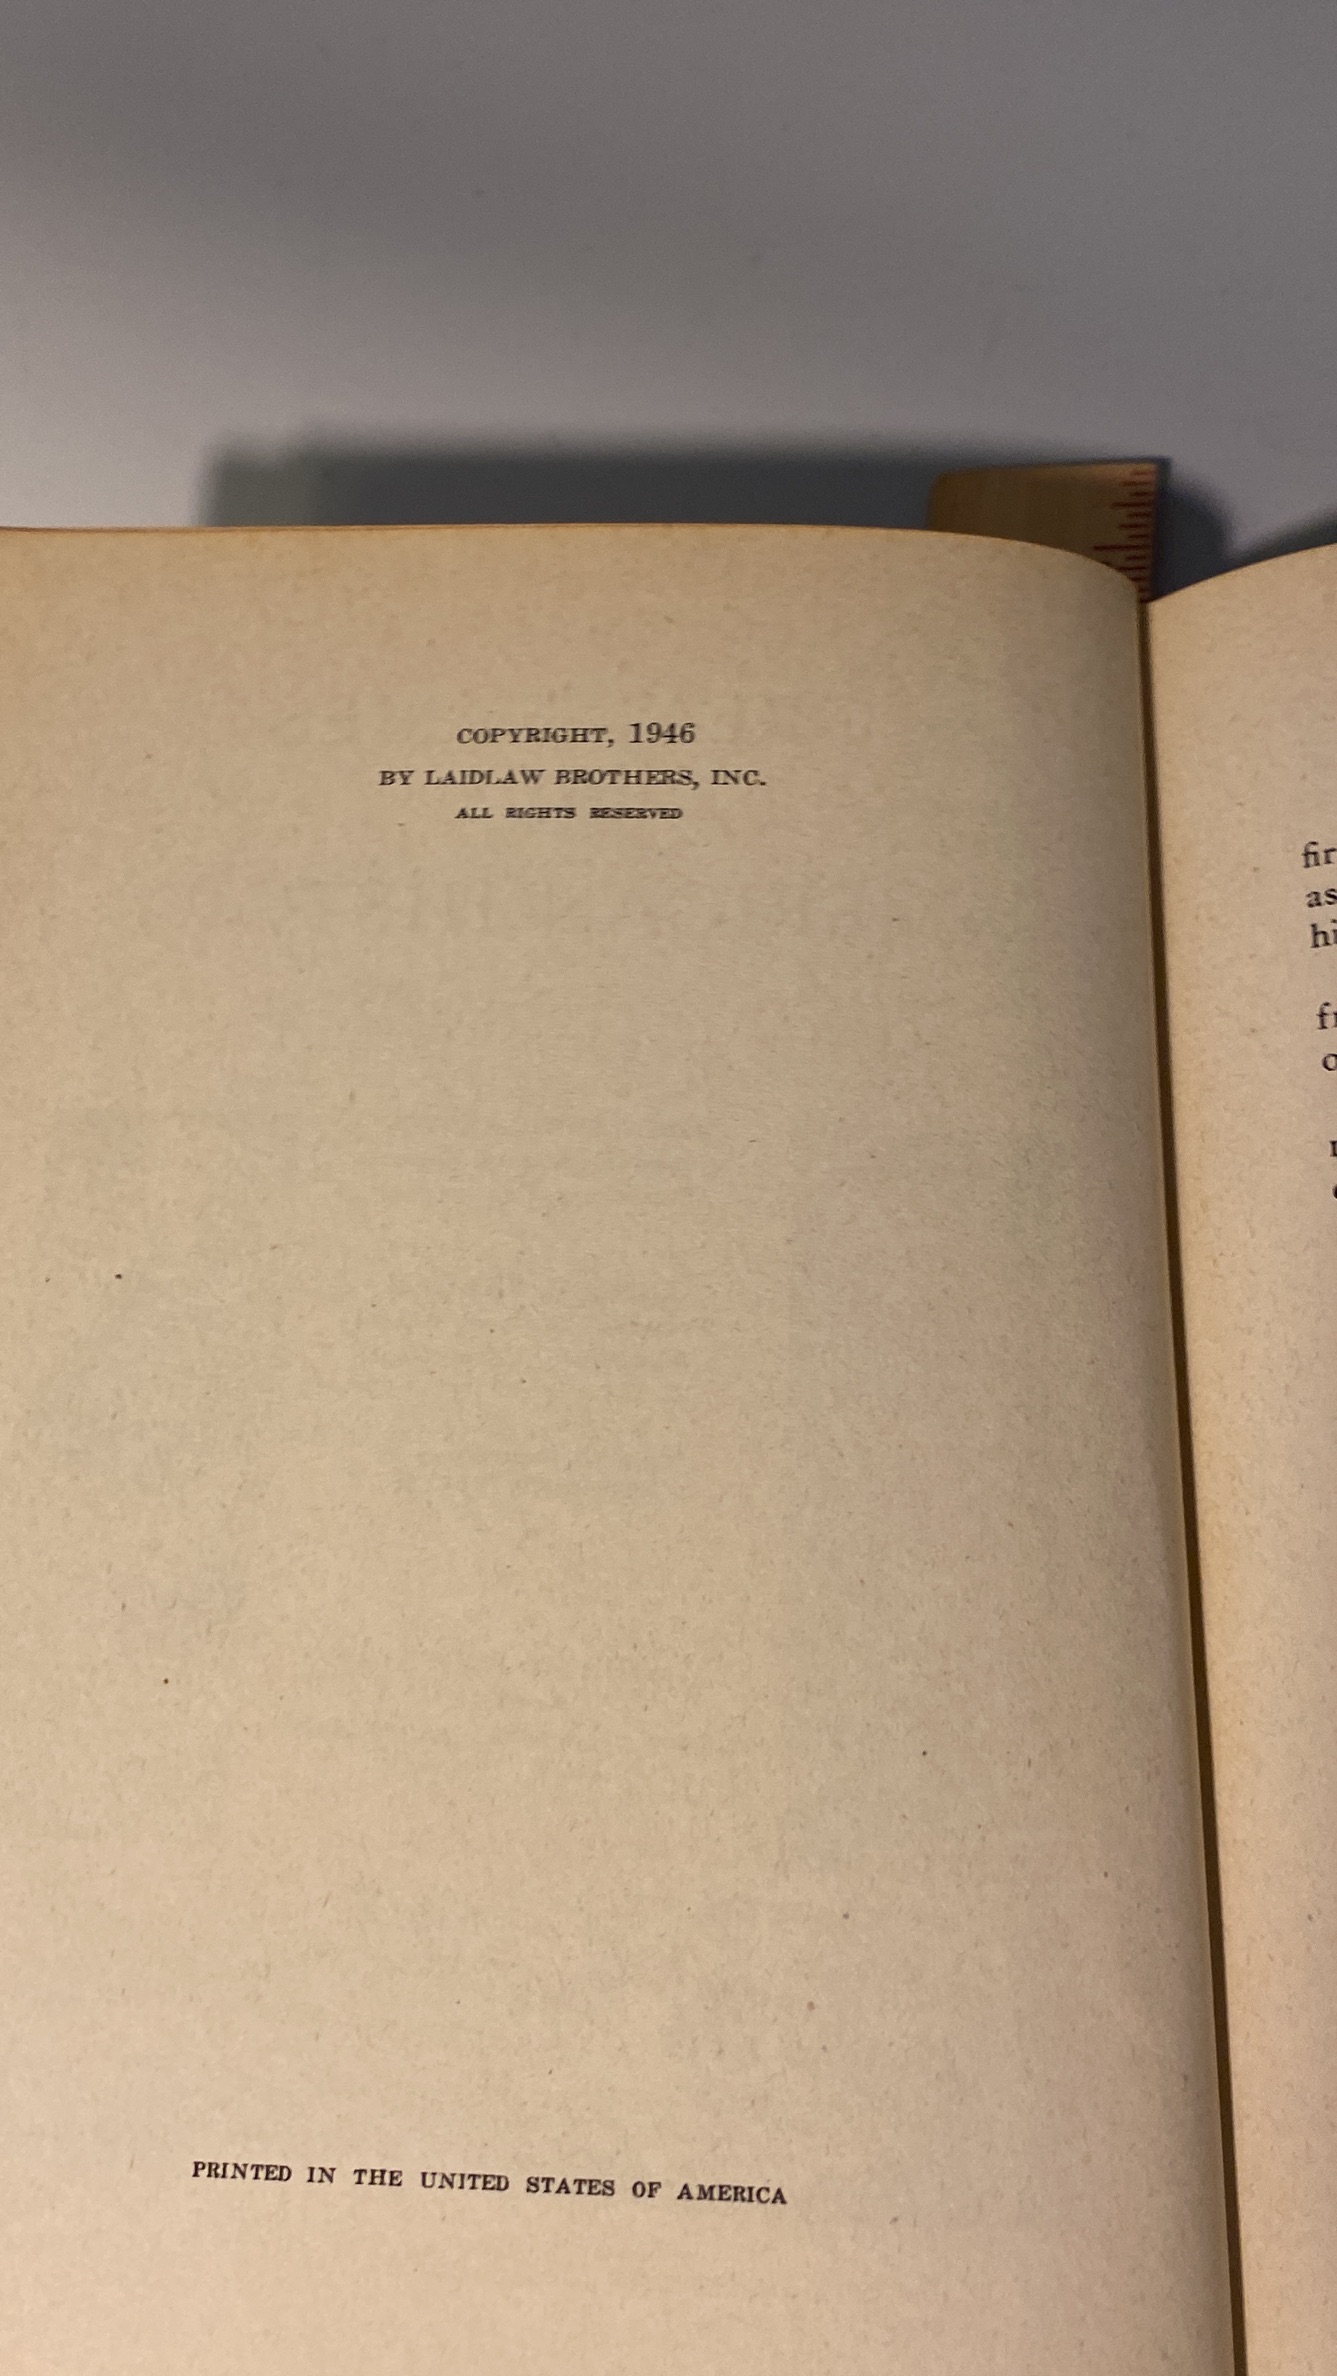 COPYRIGHT, 1946
BY LAIDLAW BROTHERS, INC.
ALL RIGHTS RESERVED
PRINTED IN THE UNITED STATES OF AMERICA